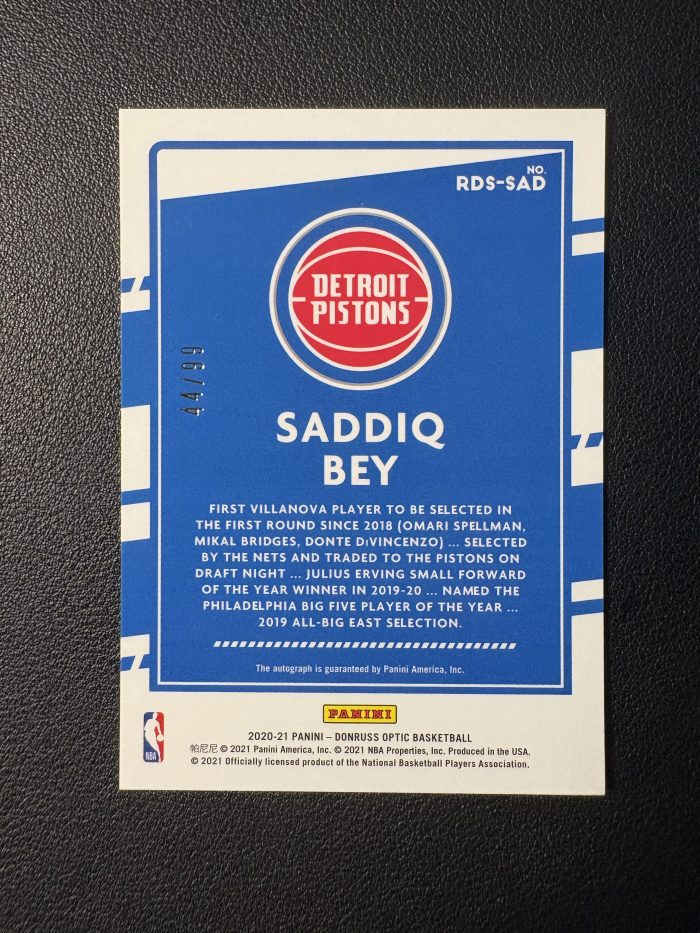 NO.
RDS-SAD
DETROIT
PISTONS
44/99
SADDIQ
BEY
FIRST VILLANOVA PLAYER TO BE SELECTED IN
THE FIRST ROUND SINCE 2018 (OMARI SPELLMAN,
MIKAL BRIDGES, DONTE DiVINCENZO) ... SELECTED
BY THE NETS AND TRADED TO THE PISTONS ON
DRAFT NIGHT ... JULIUS ERVING SMALL FORWARD
OF THE YEAR WINNER IN 2019-20 ... NAMED THE
PHILADELPHIA BIG FIVE PLAYER OF THE YEAR ...
2019 ALL-BIG EAST SELECTION.
The autograph is guaranteed by Panini America, Inc.
PANINI
NBA
2020-21 PANINI – DONRUSS OPTIC BASKETBALL
帕尼尼 © 2021 Panini America, Inc. © 2021 NBA Properties, Inc. Produced in the USA.
© 2021 Officially licensed product of the National Basketball Players Association.